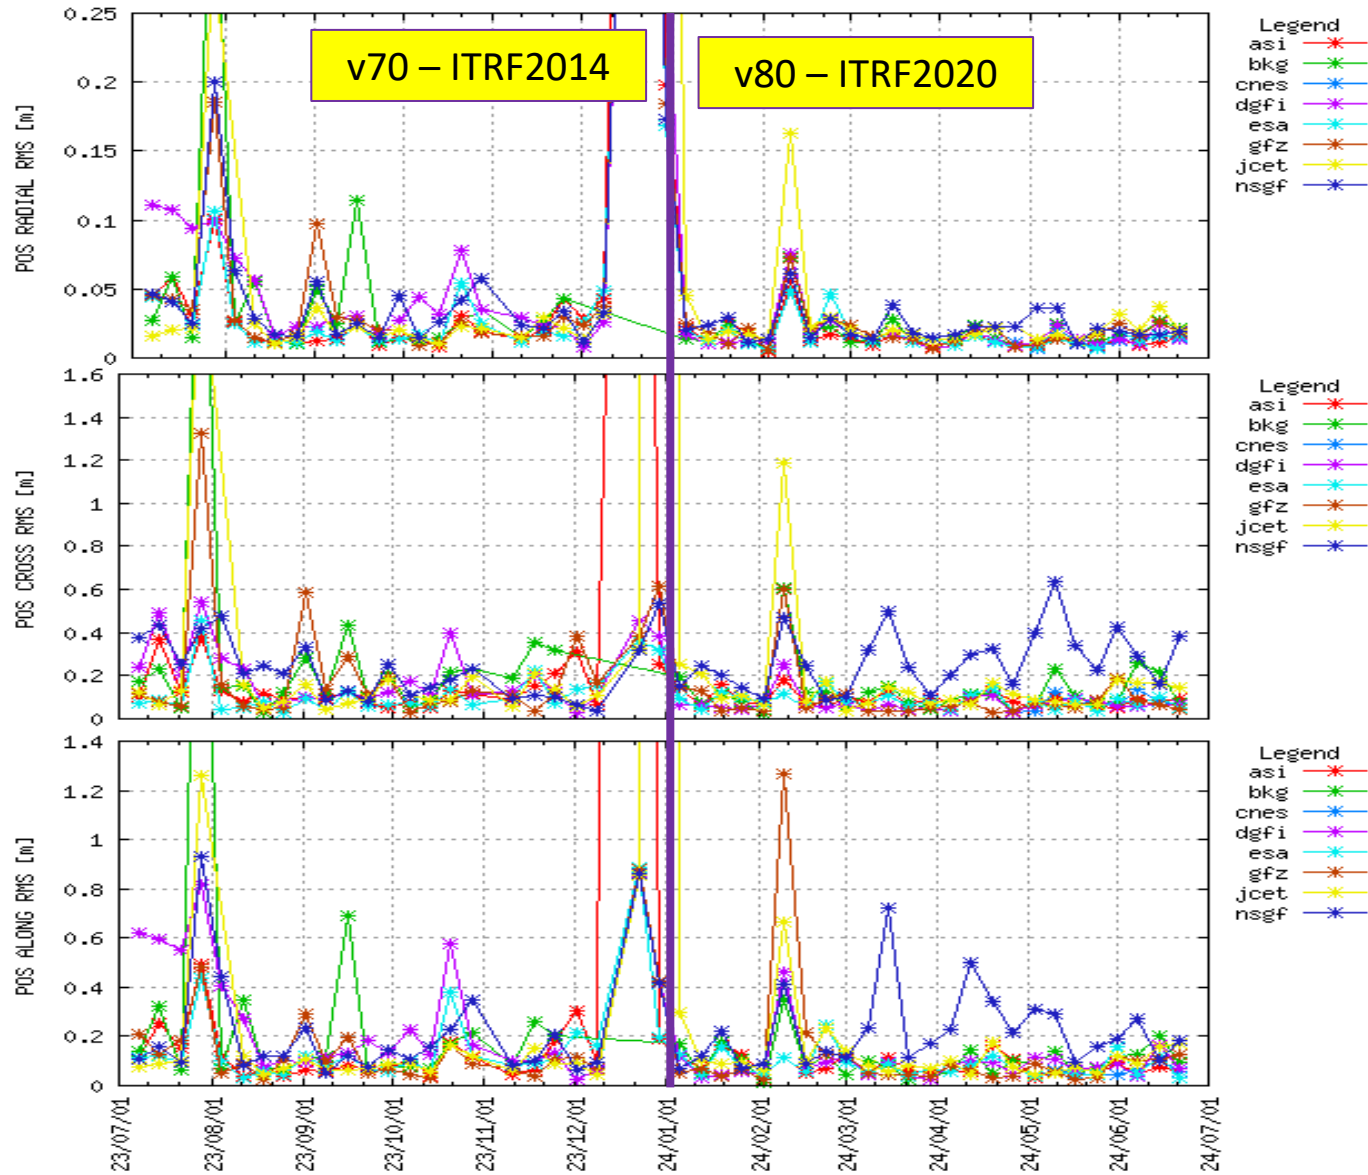 v70 – ITRF2014
v80 – ITRF2020
POS RADIAL RMS [m]
0.25
0.2
0.15
0.1
0.05
0
Legend
asi
bkg
cnes
dgfi
esa
gfz
jcet
nsgf
POS CROSS RMS [m]
1.6
1.4
1.2
1
0.8
0.6
0.4
0.2
0
Legend
asi
bkg
cnes
dgfi
esa
gfz
jcet
nsgf
POS ALONG RMS [m]
1.4
1.2
1
0.8
0.6
0.4
0.2
0
Legend
asi
bkg
cnes
dgfi
esa
gfz
jcet
nsgf
23/07/01
23/08/01
23/09/01
23/10/01
23/11/01
23/12/01
24/01/01
24/02/01
24/03/01
24/04/01
24/05/01
24/06/01
24/07/01